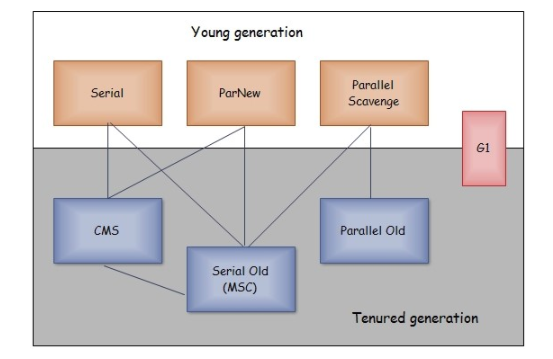 Young generation
Serial
ParNew
Parallel
Scavenge
G1
CMS
Serial Old
(MSC)
Parallel Old
Tenured generation